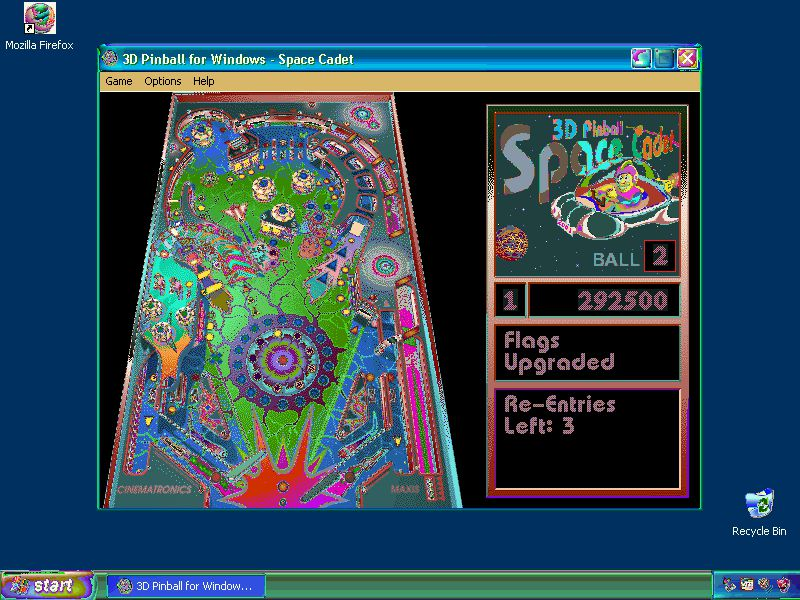 Mozilla Firefox
3D Pinball for Windows - Space Cadet
Game Options Help
3D Pinball
Space Cadet
BALL 2
1 292500
Flags
Upgraded
Re-Entries
Left: 3
CINEMATRONICS MAXIS
Recycle Bin
start 3D Pinball for Window...